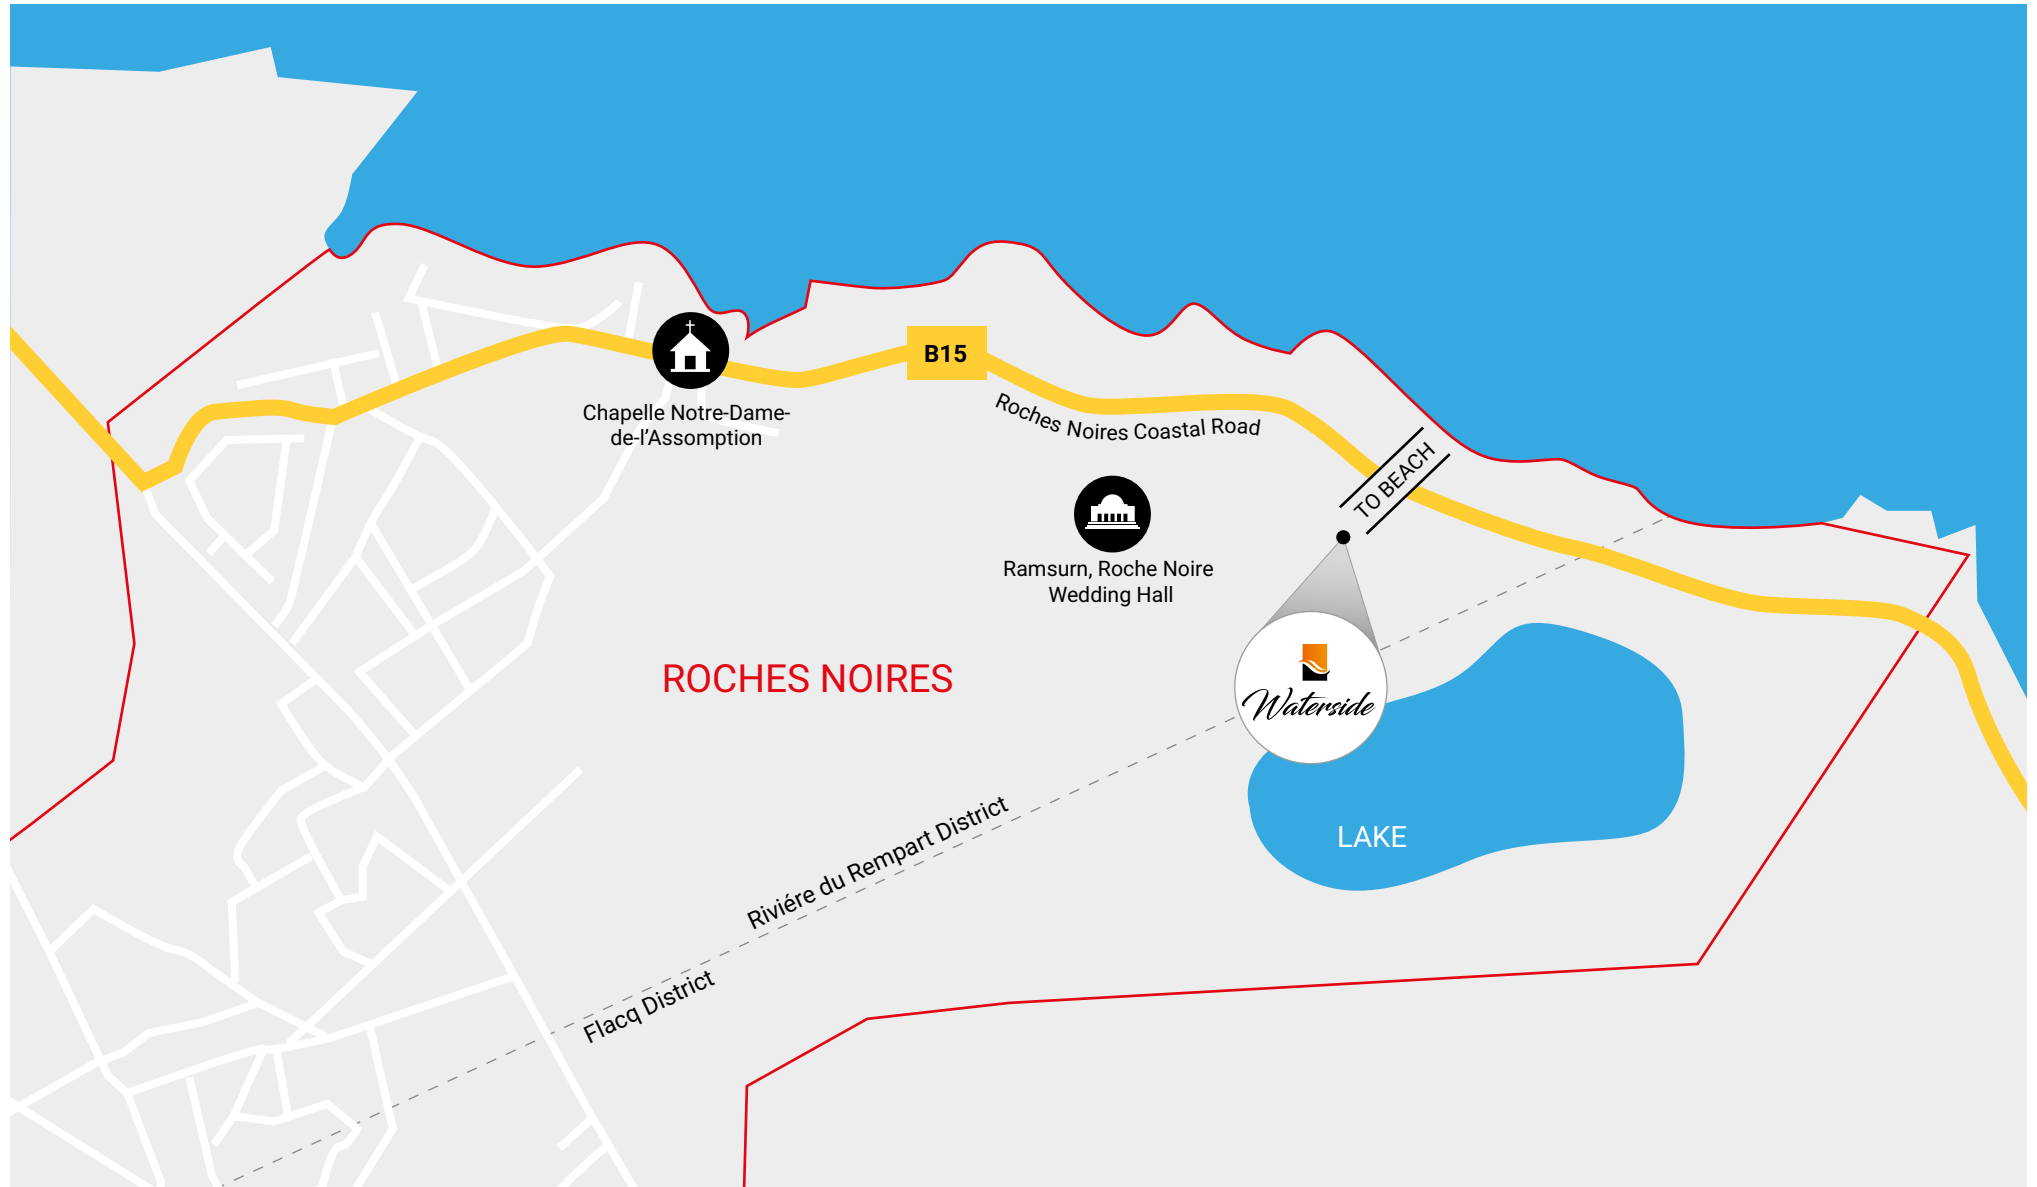 B15
Chapelle Notre-Dame-
de-l’Assomption
Roches Noires Coastal Road
TO BEACH
Ramsurn, Roche Noire
Wedding Hall
ROCHES NOIRES
Waterside
LAKE
Riviére du Rempart District
Flacq District